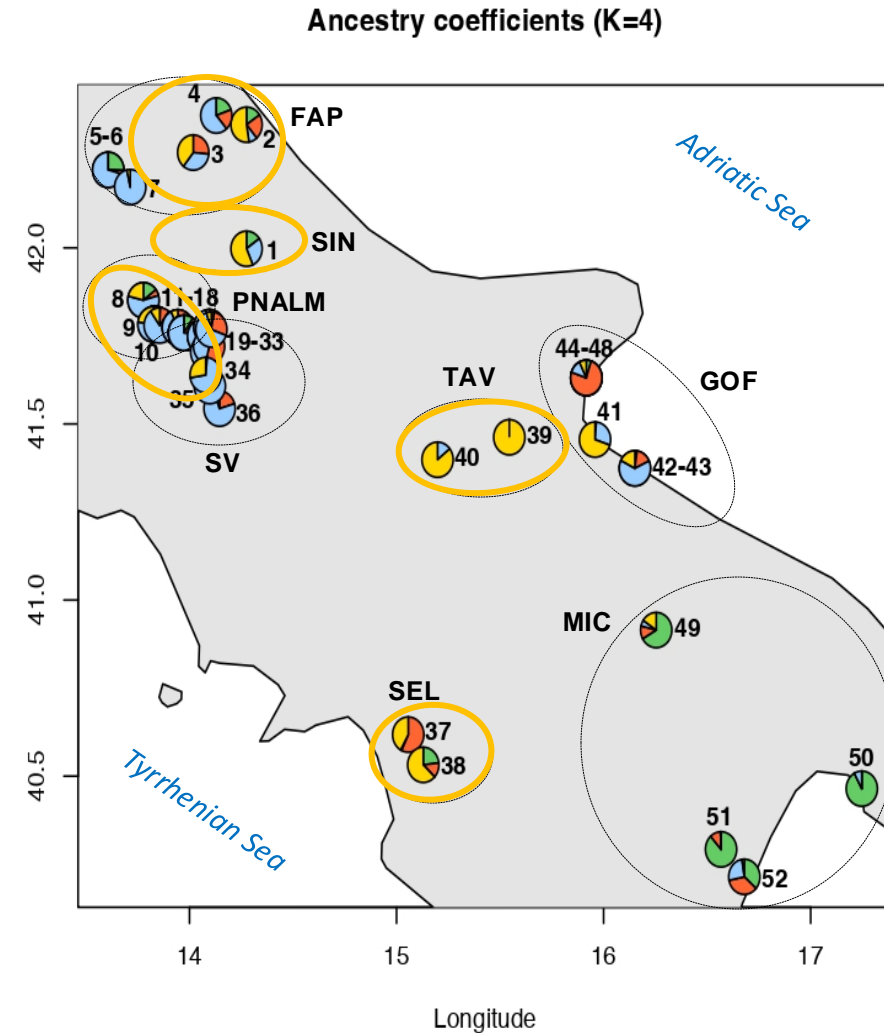 Ancestry coefficients (K=4)
4
FAP
2
5-6
3
7
Adriatic Sea
42.0
1
SIN
8
11-18
PNALM
9
10
19-33
44-48
34
TAV
GOF
41.5
35
36
41
39
SV
40
42-43
41.0
MIC
49
SEL
37
38
40.5
Tyrrhenian Sea
50
51
52
14
15
16
17
Longitude